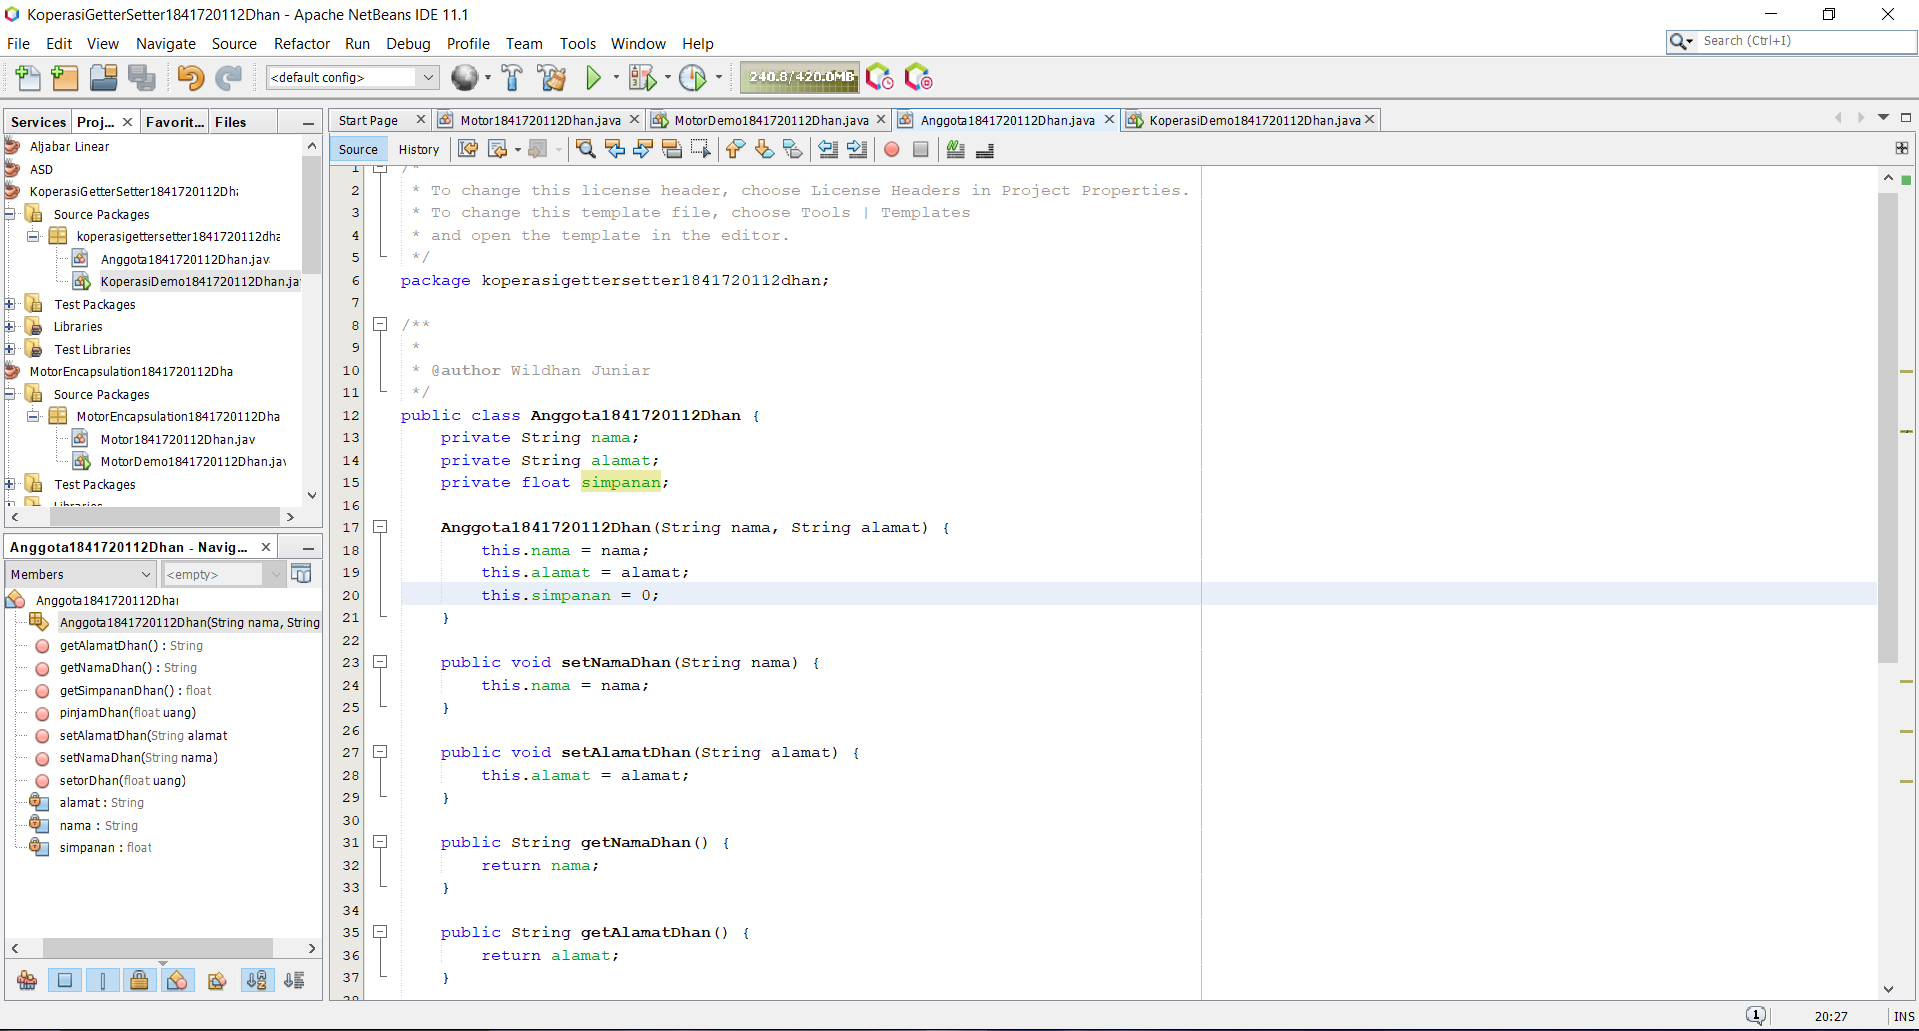 KoperasiGetterSetter1841720112Dhan - Apache NetBeans IDE 11.1
File Edit View Navigate Source Refactor Run Debug Profile Team Tools Window Help
Search (Ctrl+I)
<default config>
240.8/420.0MB
Services Proj... Favorit... Files
Aljabar Linear
ASD
KoperasiGetterSetter1841720112Dh
Source Packages
koperasigettersetter1841720112dha
Anggota1841720112Dhan.jav
KoperasiDemo1841720112Dhan.ja
Test Packages
Libraries
Test Libraries
MotorEncapsulation1841720112Dha
Source Packages
MotorEncapsulation1841720112Dha
Motor1841720112Dhan.jav
MotorDemo1841720112Dhan.jav
Test Packages
Libraries
Anggota1841720112Dhan - Navig...
Members <empty>
Anggota1841720112Dha
Anggota1841720112Dhan(String nama, String
getAlamatDhan() : String
getNamaDhan() : String
getSimpananDhan() : float
pinjamDhan(float uang)
setAlamatDhan(String alamat
setNamaDhan(String nama)
setorDhan(float uang)
alamat : String
nama : String
simpanan : float
Start Page Motor1841720112Dhan.java MotorDemo1841720112Dhan.java Anggota1841720112Dhan.java KoperasiDemo1841720112Dhan.java
Source History
1 /*
2 * To change this license header, choose License Headers in Project Properties.
3 * To change this template file, choose Tools | Templates
4 * and open the template in the editor.
5 */
6 package koperasigettersetter1841720112dhan;
7
8 /**
9 *
10 * @author Wildhan Juniar
11 */
12 public class Anggota1841720112Dhan {
13 private String nama;
14 private String alamat;
15 private float simpanan;
16
17 Anggota1841720112Dhan(String nama, String alamat) {
18 this.nama = nama;
19 this.alamat = alamat;
20 this.simpanan = 0;
21 }
22
23 public void setNamaDhan(String nama) {
24 this.nama = nama;
25 }
26
27 public void setAlamatDhan(String alamat) {
28 this.alamat = alamat;
29 }
30
31 public String getNamaDhan() {
32 return nama;
33 }
34
35 public String getAlamatDhan() {
36 return alamat;
37 }
38
1 20:27 INS